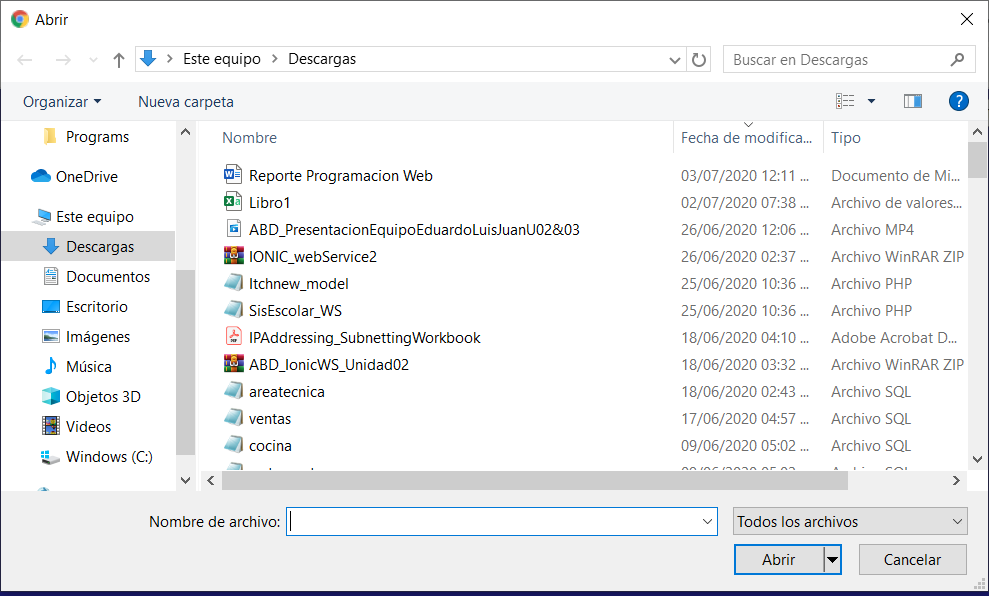 Abrir
Este equipo > Descargas
Buscar en Descargas
Organizar
Nueva carpeta
?
Programs
OneDrive
Este equipo
Descargas
Documentos
Escritorio
Imágenes
Música
Objetos 3D
Videos
Windows (C:)
Nombre Fecha de modifica... Tipo
Reporte Programacion Web 03/07/2020 12:11 ... Documento de Mi...
Libro1 02/07/2020 07:38 ... Archivo de valores...
ABD_PresentacionEquipoEduardoLuisJuanU02&03 26/06/2020 12:06 ... Archivo MP4
IONIC_webService2 26/06/2020 02:37 ... Archivo WinRAR ZIP
Itchnew_model 25/06/2020 10:36 ... Archivo PHP
SisEscolar_WS 25/06/2020 10:36 ... Archivo PHP
IPAddressing_SubnettingWorkbook 18/06/2020 04:10 ... Adobe Acrobat D...
ABD_IonicWS_Unidad02 18/06/2020 03:32 ... Archivo WinRAR ZIP
areatecnica 18/06/2020 02:43 ... Archivo SQL
ventas 17/06/2020 04:57 ... Archivo SQL
cocina 09/06/2020 05:02 ... Archivo SQL
Nombre de archivo:
Todos los archivos
Abrir
Cancelar